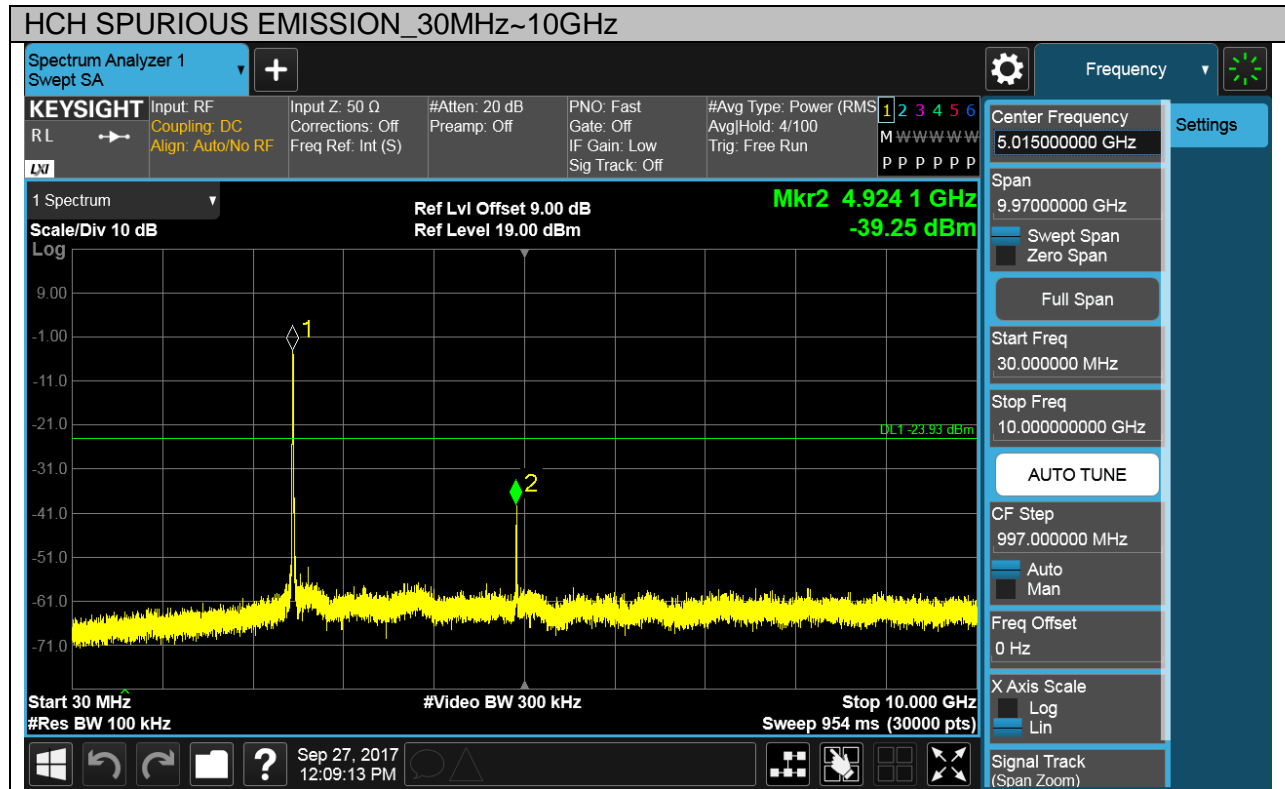 HCH SPURIOUS EMISSION_30MHz~10GHz
Spectrum Analyzer 1
Swept SA
+
Frequency
KEYSIGHT
RL
LXI
Input: RF
Coupling: DC
Align: Auto/No RF
Input Z: 50 Ω
Corrections: Off
Freq Ref: Int (S)
#Atten: 20 dB
Preamp: Off
PNO: Fast
Gate: Off
IF Gain: Low
Sig Track: Off
#Avg Type: Power (RMS
Avg|Hold: 4/100
Trig: Free Run
1 2 3 4 5 6
M W W W W W
P P P P P P
1 Spectrum
Scale/Div 10 dB
Log
Ref Lvl Offset 9.00 dB
Ref Level 19.00 dBm
Mkr2 4.924 1 GHz
-39.25 dBm
9.00
-1.00
-11.0
-21.0
-31.0
-41.0
-51.0
-61.0
-71.0
1
DL1 -23.93 dBm
2
Start 30 MHz
#Res BW 100 kHz
#Video BW 300 kHz
Stop 10.000 GHz
Sweep 954 ms (30000 pts)
Center Frequency
5.015000000 GHz
Settings
Span
9.97000000 GHz
Swept Span
Zero Span
Full Span
Start Freq
30.000000 MHz
Stop Freq
10.000000000 GHz
AUTO TUNE
CF Step
997.000000 MHz
Auto
Man
Freq Offset
0 Hz
X Axis Scale
Log
Lin
Signal Track
(Span Zoom)
?
Sep 27, 2017
12:09:13 PM